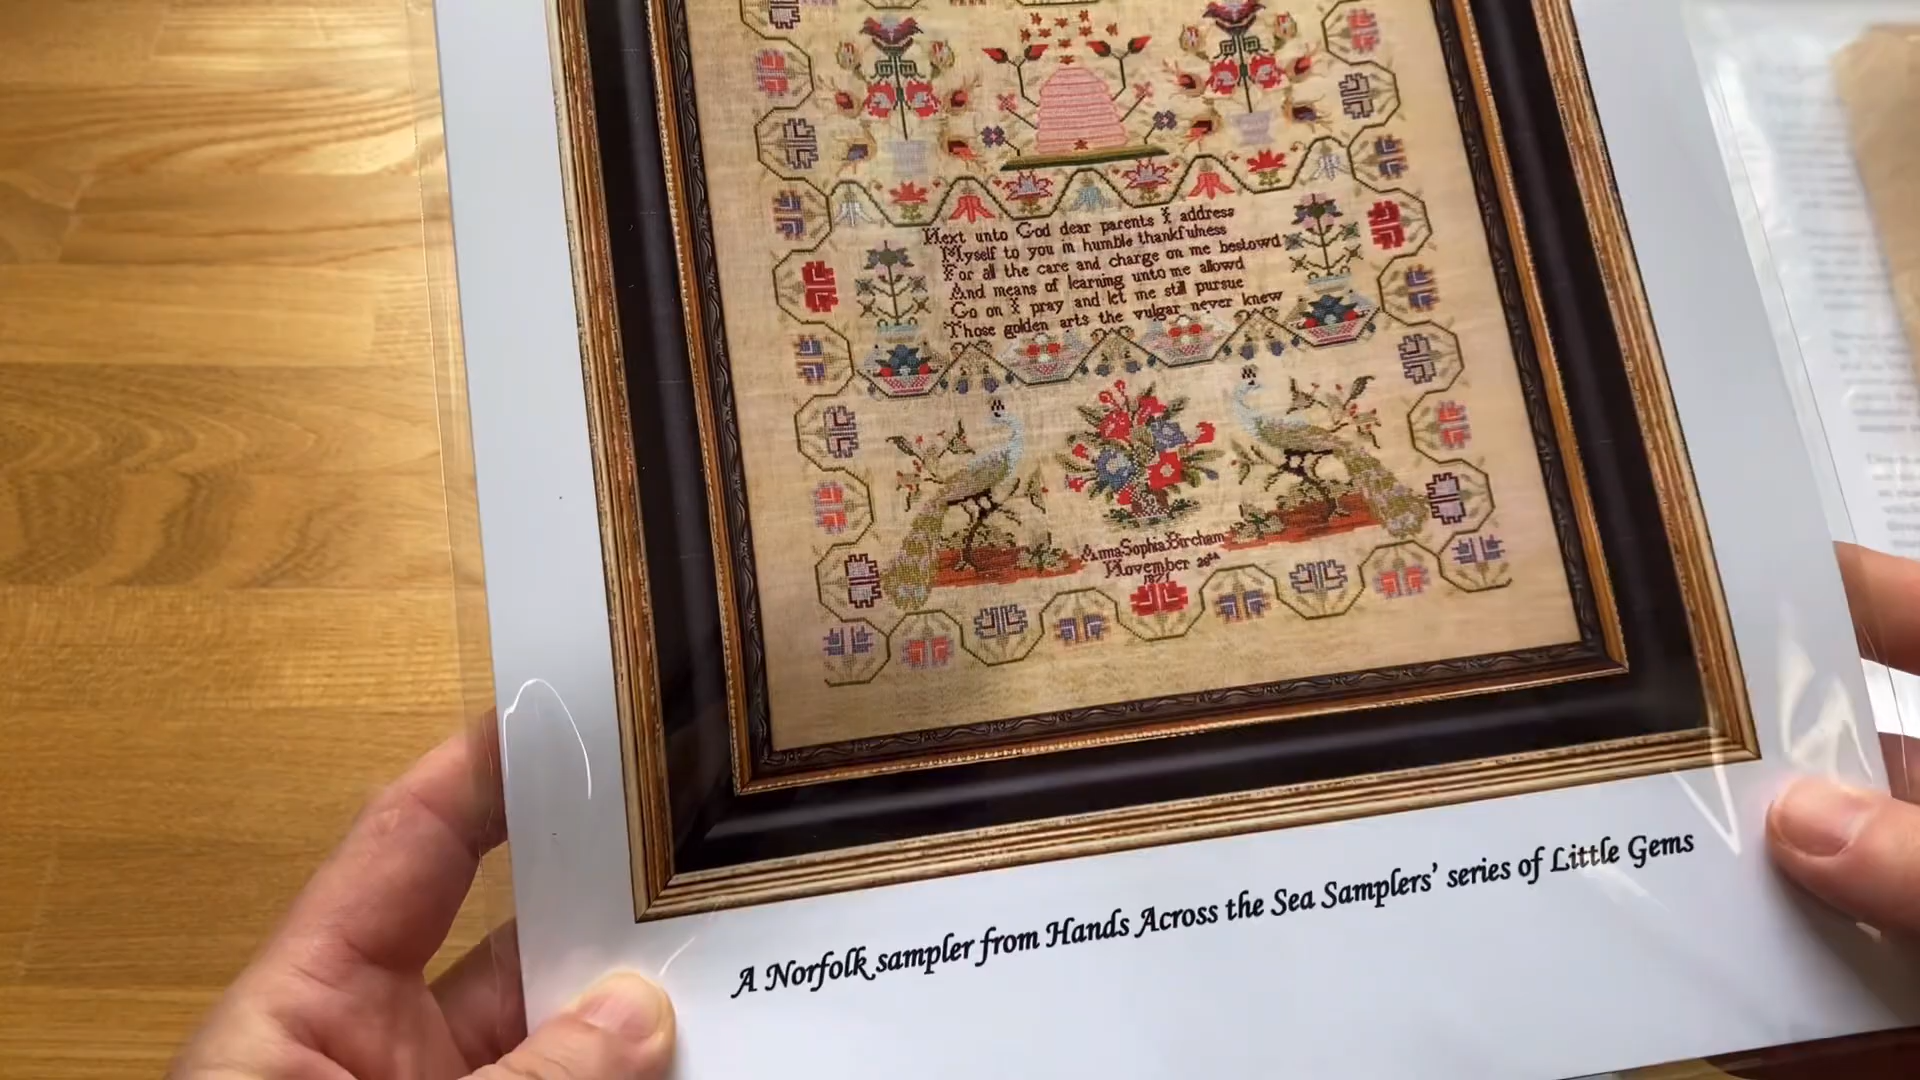 Next unto God dear parents I address
Myself to you in humble thankfulness
For all the care and charge on me bestowd
And means of learning unto me allowd
Go on I pray and let me still pursue
Those golden arts the vulgar never knew
Anna Sophia Bircham
November 29th
A Norfolk sampler from Hands Across the Sea Samplers' series of Little Gems